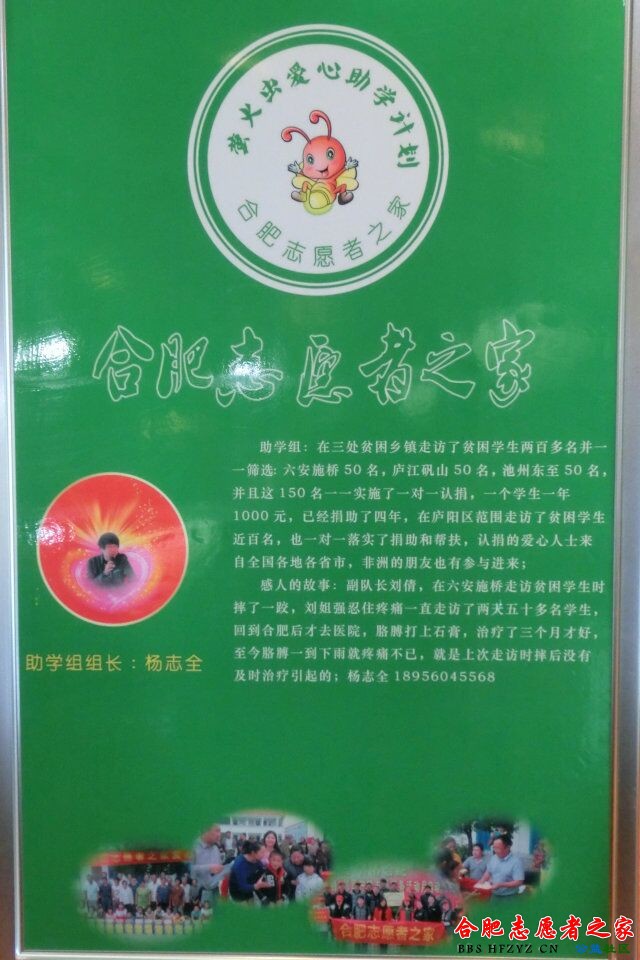 萤火虫爱心助学计划
合肥志愿者之家
合肥志愿者之家
助学组：在三处贫困乡镇走访了贫困学生两百多名并一
一筛选：六安施桥50名，庐江矾山50名，池州东至50名，
并且这150名一一实施了一对一认捐，一个学生一年
1000元，已经捐助了四年，在庐阳区范围走访了贫困学生
近百名，也一对一落实了捐助和帮扶，认捐的爱心人士来
自全国各地各省市，非洲的朋友也有参与进来；
感人的故事：副队长刘倩，在六安施桥走访贫困学生时
摔了一跤，刘姐强忍住疼痛一直走访了两天五十多名学生，
回到合肥后才去医院，胳膊打上石膏，治疗了三个月才好，
至今胳膊一到下雨就疼痛不已，就是上次走访时摔后没有
及时治疗引起的；杨志全 18956045568
助学组组长：杨志全
合肥志愿者之家
合肥志愿者之家
BBS HFZYZ CN